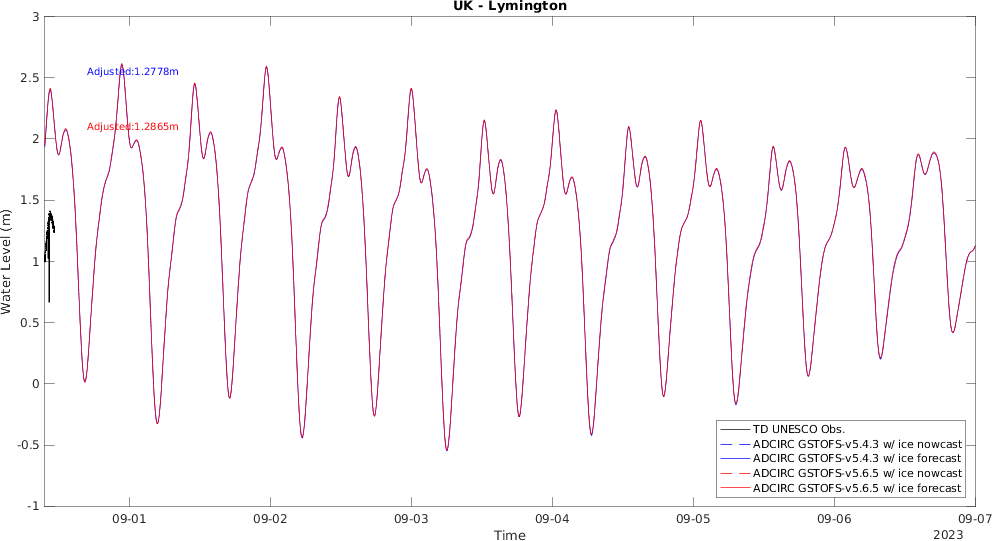 UK - Lymington
3
2.5
2
1.5
1
0.5
0
-0.5
-1
Water Level (m)
Adjusted:1.2778m
Adjusted:1.2865m
TD UNESCO Obs.
ADCIRC GSTOFS-v5.4.3 w/ ice nowcast
ADCIRC GSTOFS-v5.4.3 w/ ice forecast
ADCIRC GSTOFS-v5.6.5 w/ ice nowcast
ADCIRC GSTOFS-v5.6.5 w/ ice forecast
09-01 09-02 09-03 09-04 09-05 09-06 09-07
Time
2023